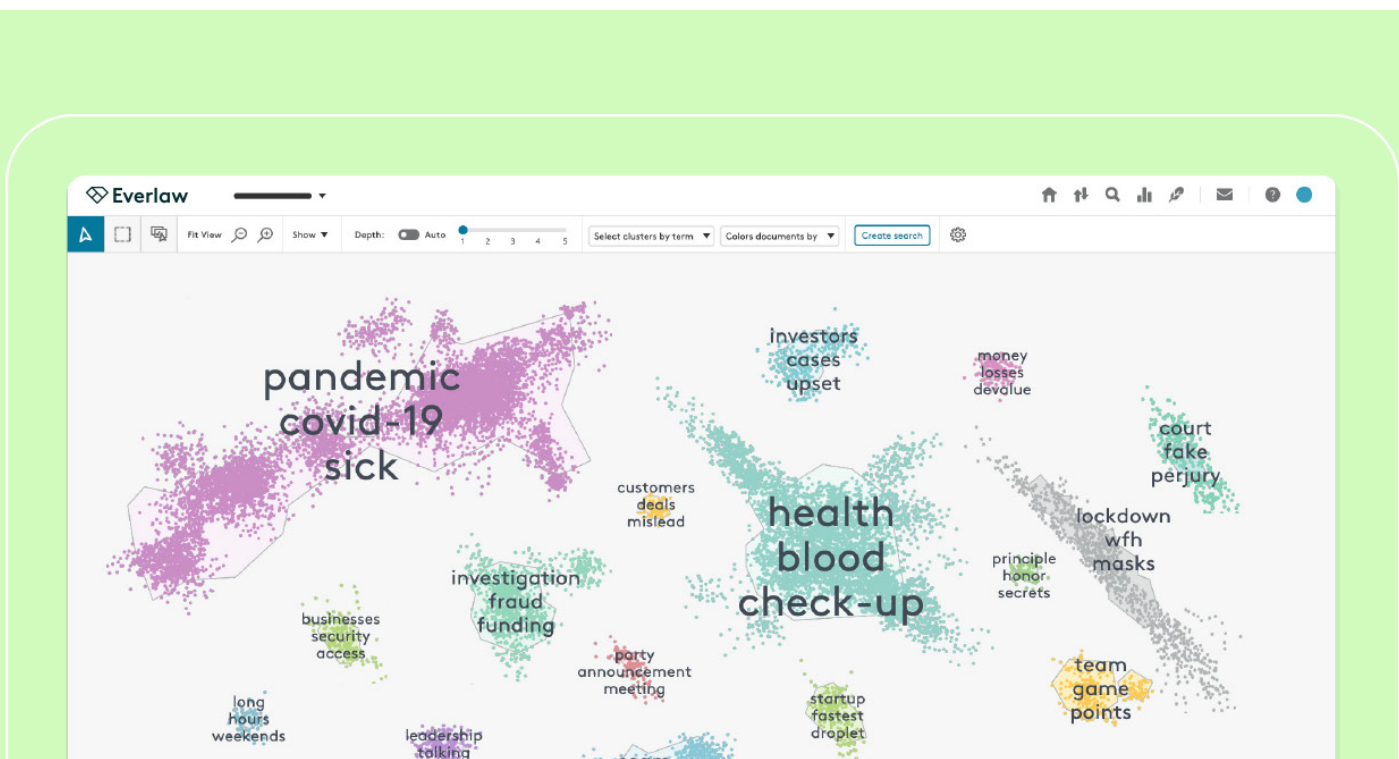 Everlaw
Fit View
Show
Depth:
Auto
1 2 3 4 5
Select clusters by term
Colors documents by
Create search
pandemic
covid-19
sick
investors
cases
upset
money
losses
devalue
court
fake
perjury
customers
deals
mislead
health
blood
check-up
lockdown
wfh
masks
principle
honor
secrets
investigation
fraud
funding
businesses
security
access
party
announcement
meeting
team
game
points
startup
fastest
droplet
long
hours
weekends
leadership
talking